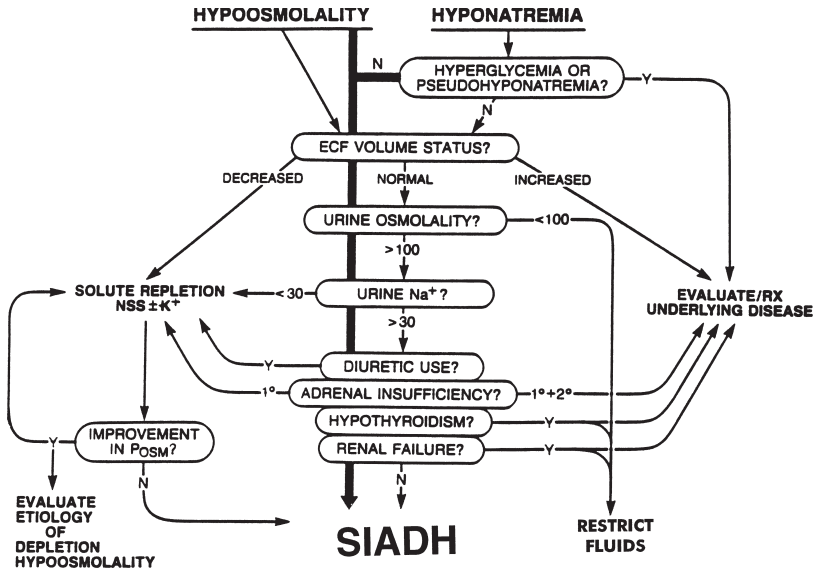 HYPOOSMOLALITY
HYPONATREMIA
N
HYPERGLYCEMIA OR
PSEUDOHYPONATREMIA?
Y
N
ECF VOLUME STATUS?
DECREASED
NORMAL
INCREASED
URINE OSMOLALITY?
<100
>100
SOLUTE REPLETION
NSS ± K+
<30
URINE Na+?
EVALUATE/RX
UNDERLYING DISEASE
>30
Y
DIURETIC USE?
1°
ADRENAL INSUFFICIENCY?
1°+2°
HYPOTHYROIDISM?
Y
IMPROVEMENT
IN POSM?
Y
RENAL FAILURE?
Y
N
N
EVALUATE
ETIOLOGY
OF
DEPLETION
HYPOOSMOLALITY
SIADH
RESTRICT
FLUIDS